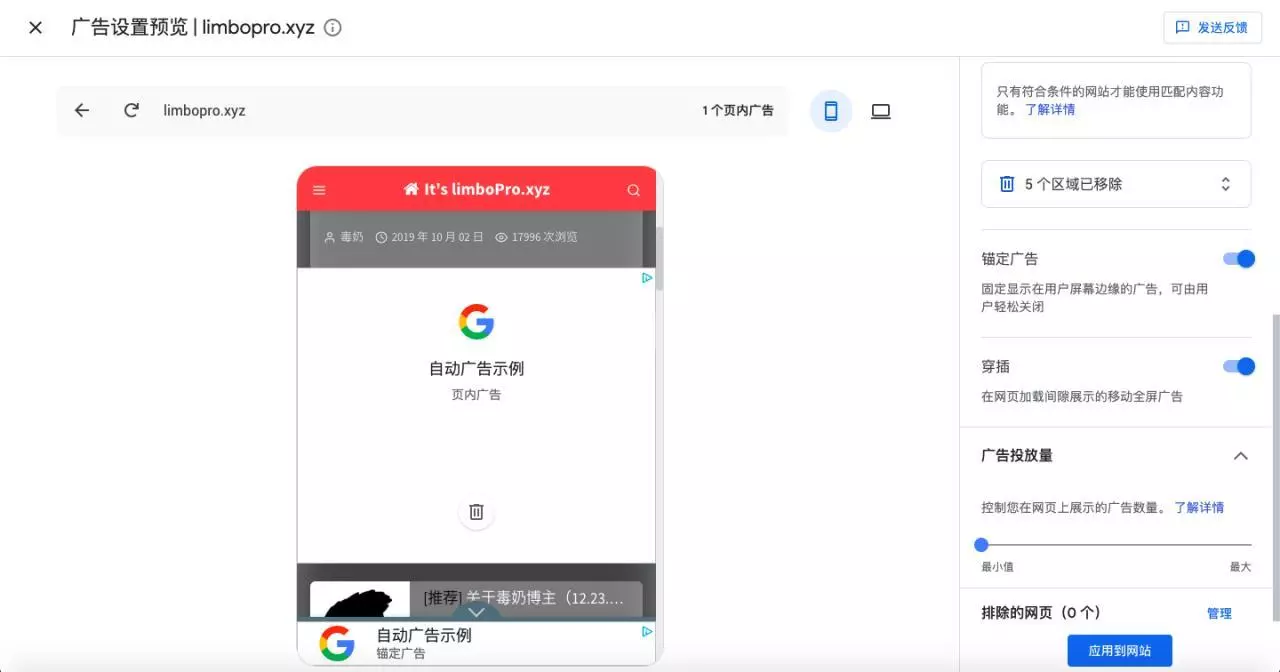 广告设置预览 | limbopro.xyz
发送反馈
limbopro.xyz
1 个页内广告
It's limboPro.xyz
毒奶 2019 年 10 月 02 日 17996 次浏览
自动广告示例
页内广告
[推荐] 关于毒奶博主（12.23....
自动广告示例
锚定广告
只有符合条件的网站才能使用匹配内容功
能。 了解详情
5 个区域已移除
锚定广告
固定显示在用户屏幕边缘的广告，可由用
户轻松关闭
穿插
在网页加载间隙展示的移动全屏广告
广告投放量
控制您在网页上展示的广告数量。 了解详情
最小值 最大
排除的网页（0 个） 管理
应用到网站